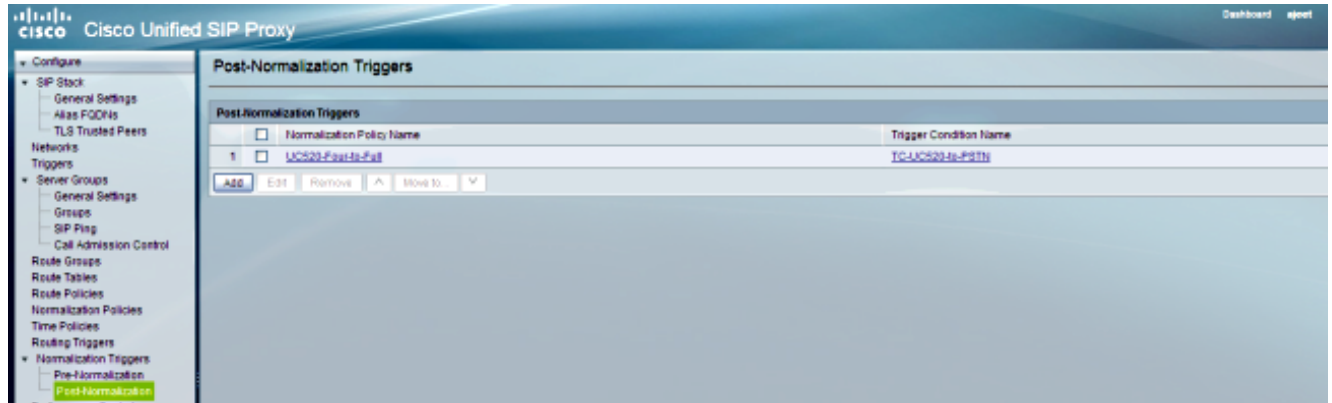 Dashboard ajeet
CISCO Cisco Unified SIP Proxy
Configure
SIP Stack
General Settings
Alias FQDNs
TLS Trusted Peers
Networks
Triggers
Server Groups
General Settings
Groups
SIP Ping
Call Admission Control
Route Groups
Route Tables
Route Policies
Normalization Policies
Time Policies
Routing Triggers
Normalization Triggers
Pre-Normalization
Post-Normalization
Post-Normalization Triggers
Post-Normalization Triggers
Normalization Policy Name Trigger Condition Name
1 UC520-Four-to-Full TC-UC520-to-PSTN
Add Edit Remove Move to...